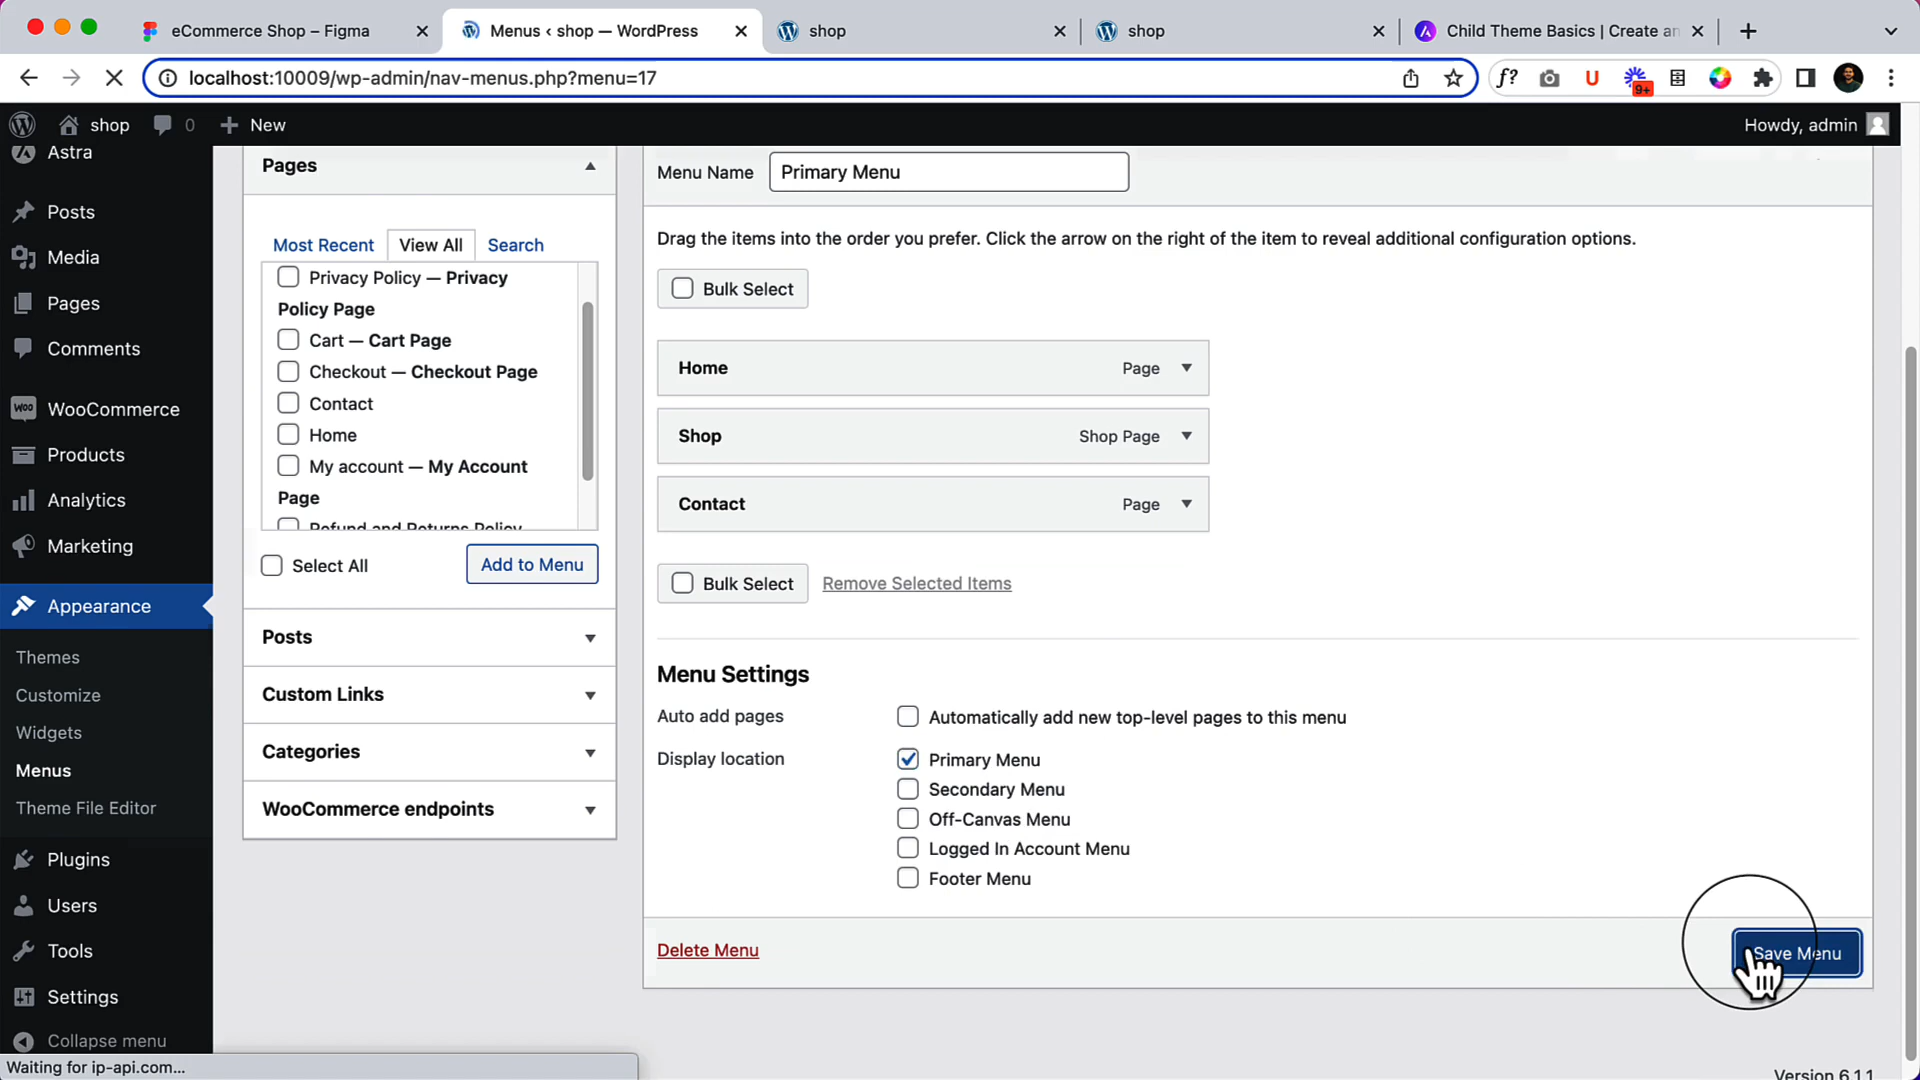 eCommerce Shop – Figma
Menus ‹ shop — WordPress
shop
shop
Child Theme Basics | Create an
localhost:10009/wp-admin/nav-menus.php?menu=17
f?
U
9+
shop
0
New
Howdy, admin
Astra
Posts
Media
Pages
Comments
WooCommerce
Products
Analytics
Marketing
Appearance
Themes
Customize
Widgets
Menus
Theme File Editor
Plugins
Users
Tools
Settings
Collapse menu
Waiting for ip-api.com...
Pages
Most Recent
View All
Search
Privacy Policy — Privacy
Policy Page
Cart — Cart Page
Checkout — Checkout Page
Contact
Home
My account — My Account
Page
Refund and Returns Policy
Select All
Add to Menu
Posts
Custom Links
Categories
WooCommerce endpoints
Menu Name
Primary Menu
Drag the items into the order you prefer. Click the arrow on the right of the item to reveal additional configuration options.
Bulk Select
Home
Page
Shop
Shop Page
Contact
Page
Bulk Select
Remove Selected Items
Menu Settings
Auto add pages
Automatically add new top-level pages to this menu
Display location
Primary Menu
Secondary Menu
Off-Canvas Menu
Logged In Account Menu
Footer Menu
Delete Menu
Save Menu
Version 6.1.1